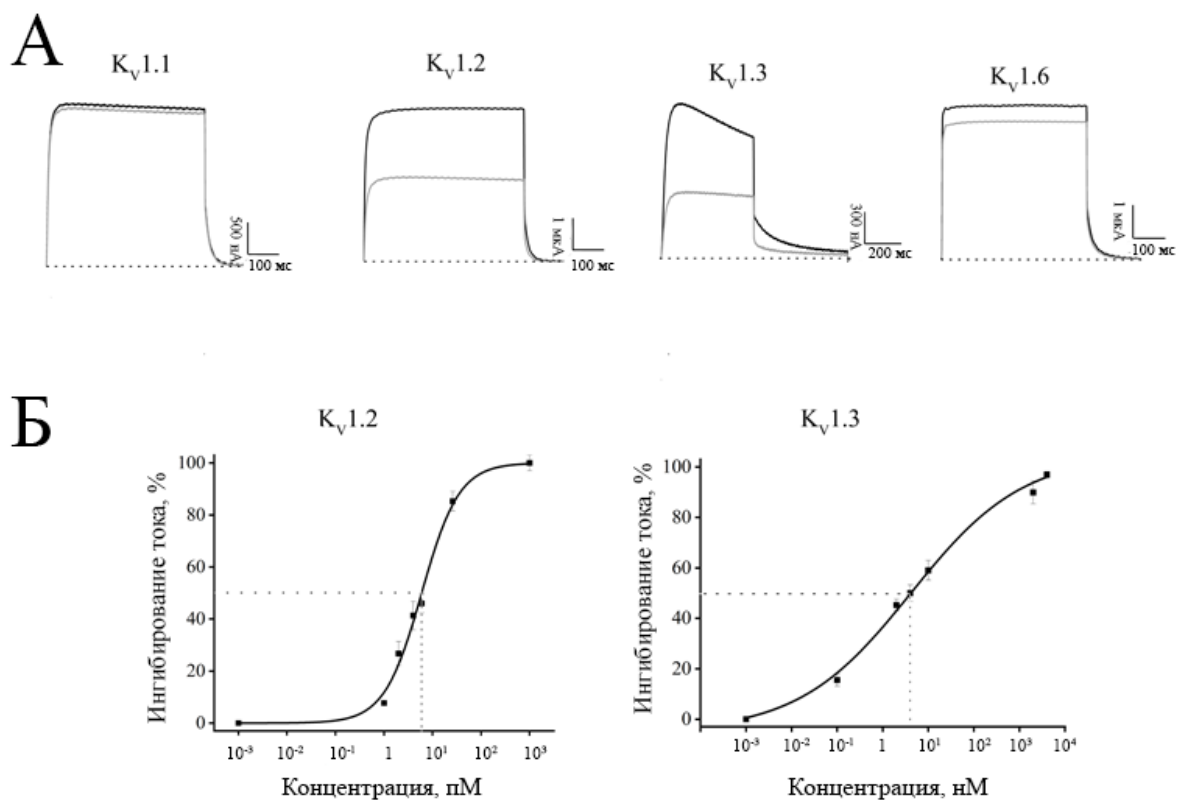 А
Kv1.1
Kv1.2
Kv1.3
Kv1.6
500 нА
100 мс
1 мкА
100 мс
300 нА
200 мс
1 мкА
100 мс
Б
Kv1.2
Kv1.3
Ингибирование тока, %
100
80
60
40
20
0
10⁻³
10⁻²
10⁻¹
1
10¹
10²
10³
Концентрация, пМ
Ингибирование тока, %
100
80
60
40
20
0
10⁻³
10⁻²
10⁻¹
1
10¹
10²
10³
10⁴
Концентрация, нМ